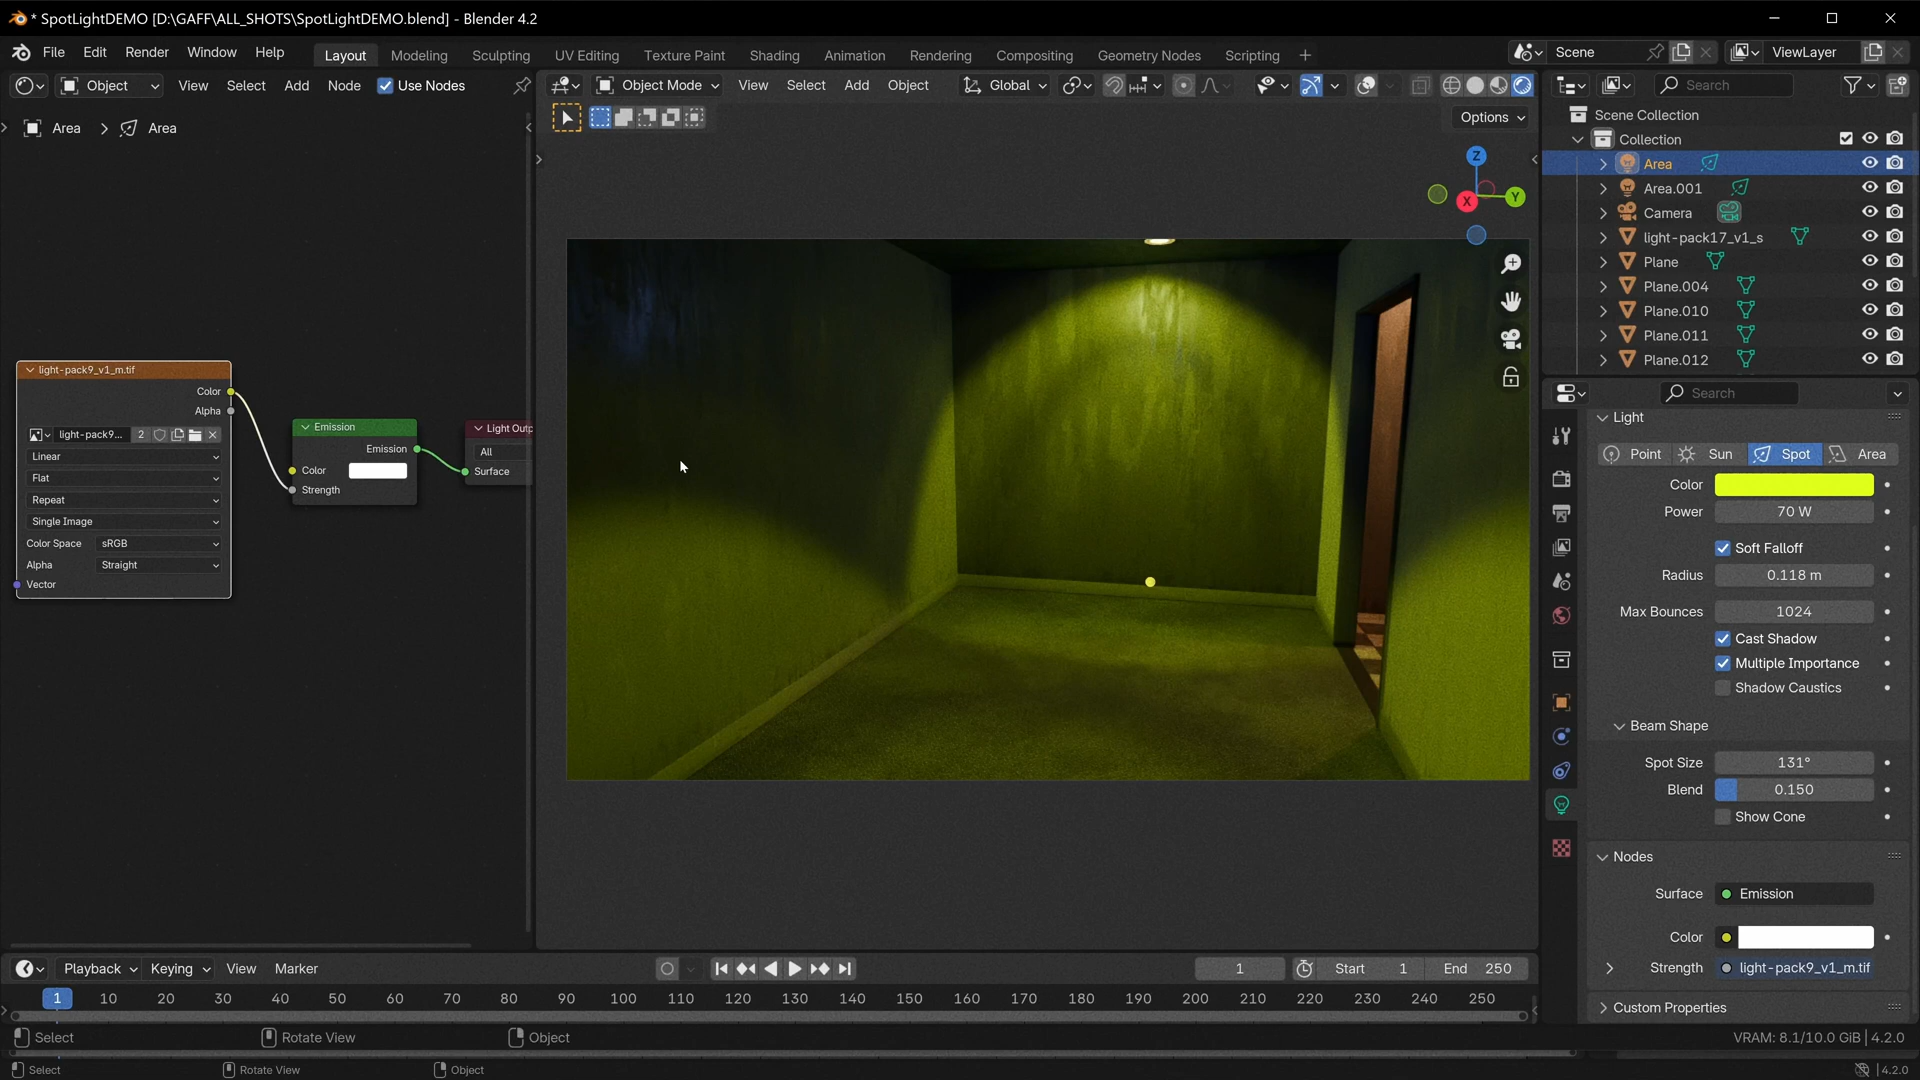 * SpotLightDEMO [D:\GAFF\ALL_SHOTS\SpotLightDEMO.blend] - Blender 4.2
File Edit Render Window Help Layout Modeling Sculpting UV Editing Texture Paint Shading Animation Rendering Compositing Geometry Nodes Scripting + Scene ViewLayer
Object View Select Add Node Use Nodes Object Mode View Select Add Object Global Search
Options
Area > Area
Z
Y
X
Scene Collection
Collection
Area
Area.001
Camera
light-pack17_v1_s
Plane
Plane.004
Plane.010
Plane.011
Plane.012
light-pack9_v1_m.tif
Color
Alpha
light-pack9... 2
Linear
Flat
Repeat
Single Image
Color Space sRGB
Alpha Straight
Vector
Emission
Emission
Color
Strength
Light Outp
All
Surface
Search
Light
Point Sun Spot Area
Color
Power 70 W
Soft Falloff
Radius 0.118 m
Max Bounces 1024
Cast Shadow
Multiple Importance
Shadow Caustics
Beam Shape
Spot Size 131°
Blend 0.150
Show Cone
Nodes
Surface Emission
Color
Strength light-pack9_v1_m.tif
Custom Properties
Playback Keying View Marker 1 Start 1 End 250
1 10 20 30 40 50 60 70 80 90 100 110 120 130 140 150 160 170 180 190 200 210 220 230 240 250
Select Rotate View Object VRAM: 8.1/10.0 GiB | 4.2.0
Select Rotate View Object | 4.2.0